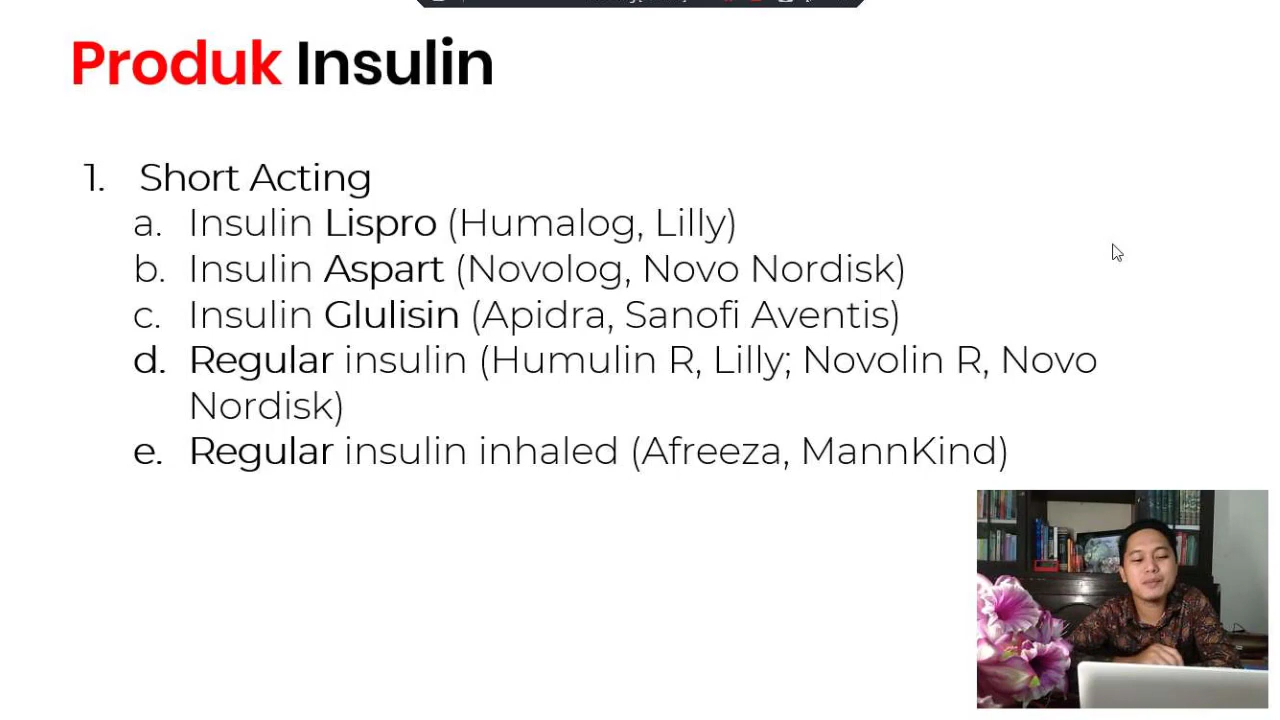 Produk Insulin
1. Short Acting
a. Insulin Lispro (Humalog, Lilly)
b. Insulin Aspart (Novolog, Novo Nordisk)
c. Insulin Glulisin (Apidra, Sanofi Aventis)
d. Regular insulin (Humulin R, Lilly; Novolin R, Novo
Nordisk)
e. Regular insulin inhaled (Afreeza, MannKind)